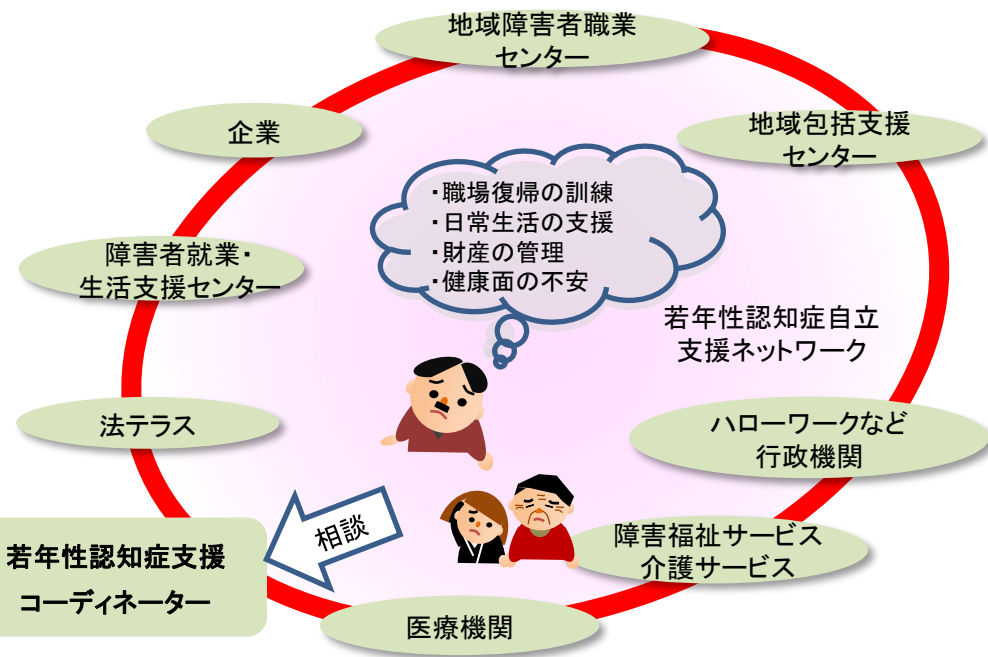 地域障害者職業
センター
企業
地域包括支援
センター
・職場復帰の訓練
・日常生活の支援
・財産の管理
・健康面の不安
障害者就業・
生活支援センター
若年性認知症自立
支援ネットワーク
法テラス
ハローワークなど
行政機関
相談
障害福祉サービス
介護サービス
若年性認知症支援
コーディネーター
医療機関